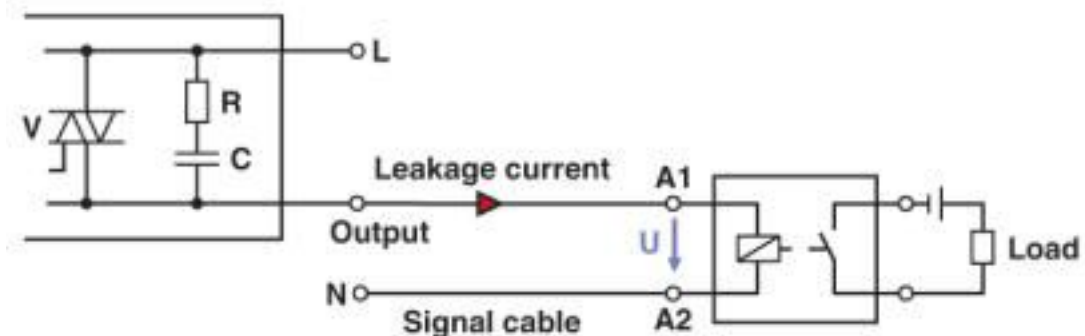 L
R
V
C
Leakage current
A1
Output
U
Load
N
Signal cable
A2